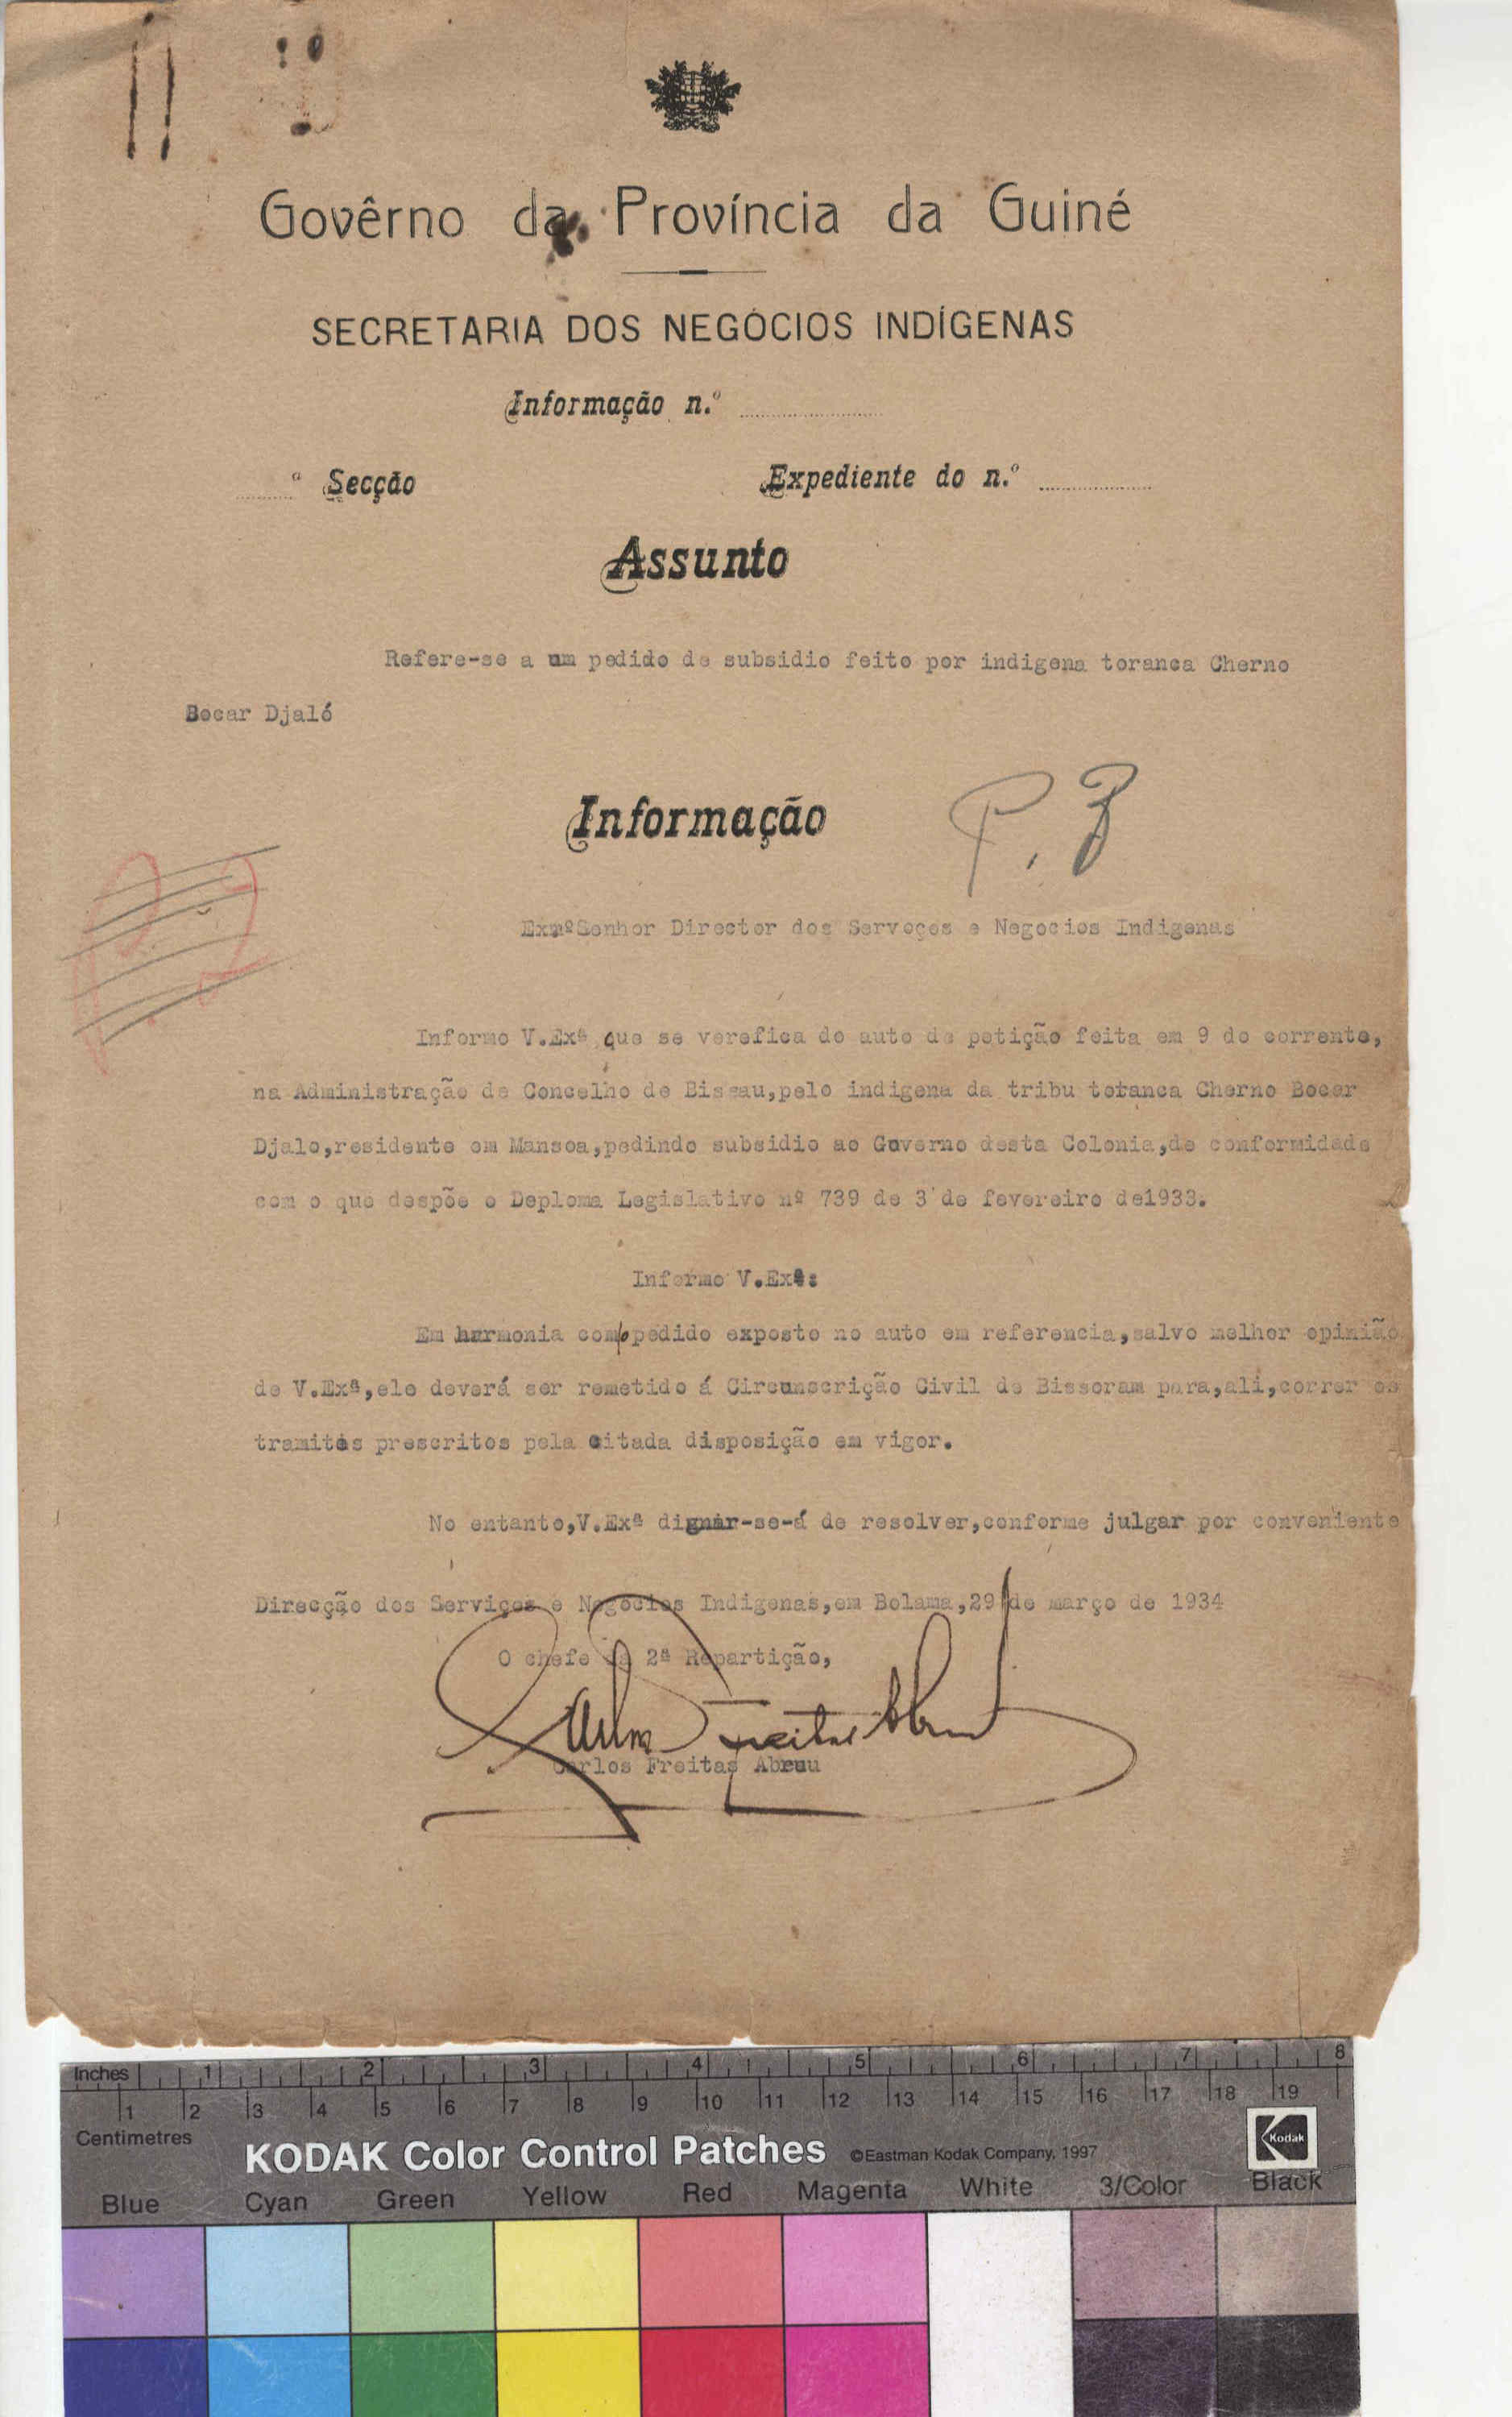 Govêrno da Província da Guiné
SECRETARIA DOS NEGÓCIOS INDÍGENAS
Informação n.º
ª Secção Expediente do n.º
Assunto
Refere-se a um pedido de subsidio feito por indigena toranca Cherno
Bocar Djaló
Informação
P. B
ExmºSenhor Director dos Servoços e Negocios Indigenas
Informo V.Exª que se verefica do auto de petição feita em 9 do corrente,
na Administração de Concelho de Bissau,pelo indigena da tribu toranca Cherno Bocar
Djalo,residente em Mansoa,pedindo subsidio ao Governo desta Colonia,de conformidade
com o que despõe o Deploma Legislativo nº 739 de 3 de fevereiro de1933.
Informo V.Exª:
Em harmonia com o pedido exposto no auto em referencia,salvo melhor opinião
de V.Exª,ele deverá ser remetido á Circunscrição Civil de Bissoram para,ali,correr os
tramites prescritos pela citada disposição em vigor.
No entanto,V.Exª dignar-se-á de resolver,conforme julgar por conveniente
Direcção dos Serviços e Negocios Indigenas,em Bolama,29 de março de 1934
O chefe da 2ª Repartição,
Carlos Freitas Abreu
Carlos Freitas Abreu
Inches 1 2 3 4 5 6 7 8
1 2 3 4 5 6 7 8 9 10 11 12 13 14 15 16 17 18 19
Centimetres
KODAK Color Control Patches ©Eastman Kodak Company, 1997 Kodak
Blue Cyan Green Yellow Red Magenta White 3/Color Black